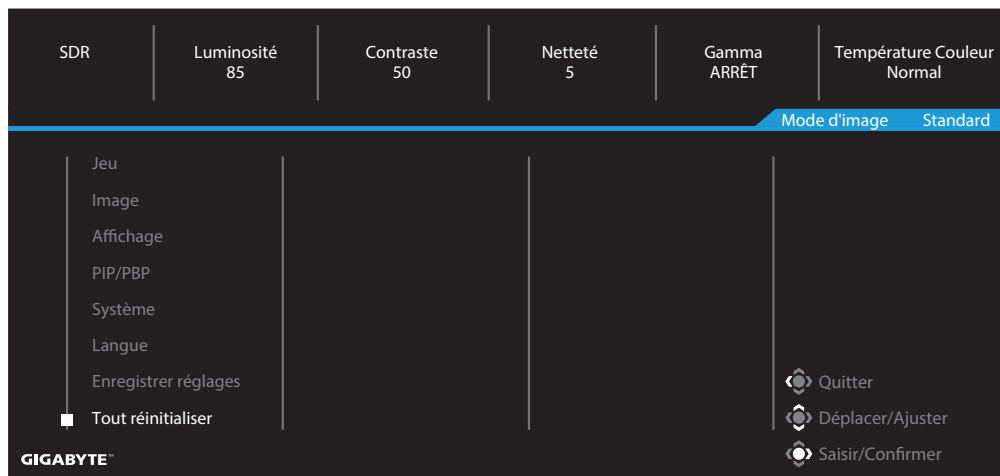 SDR
Luminosité
85
Contraste
50
Netteté
5
Gamma
ARRÊT
Température Couleur
Normal
Mode d'image Standard
Jeu
Image
Affichage
PIP/PBP
Système
Langue
Enregistrer réglages
Tout réinitialiser
Quitter
Déplacer/Ajuster
Saisir/Confirmer
GIGABYTE™